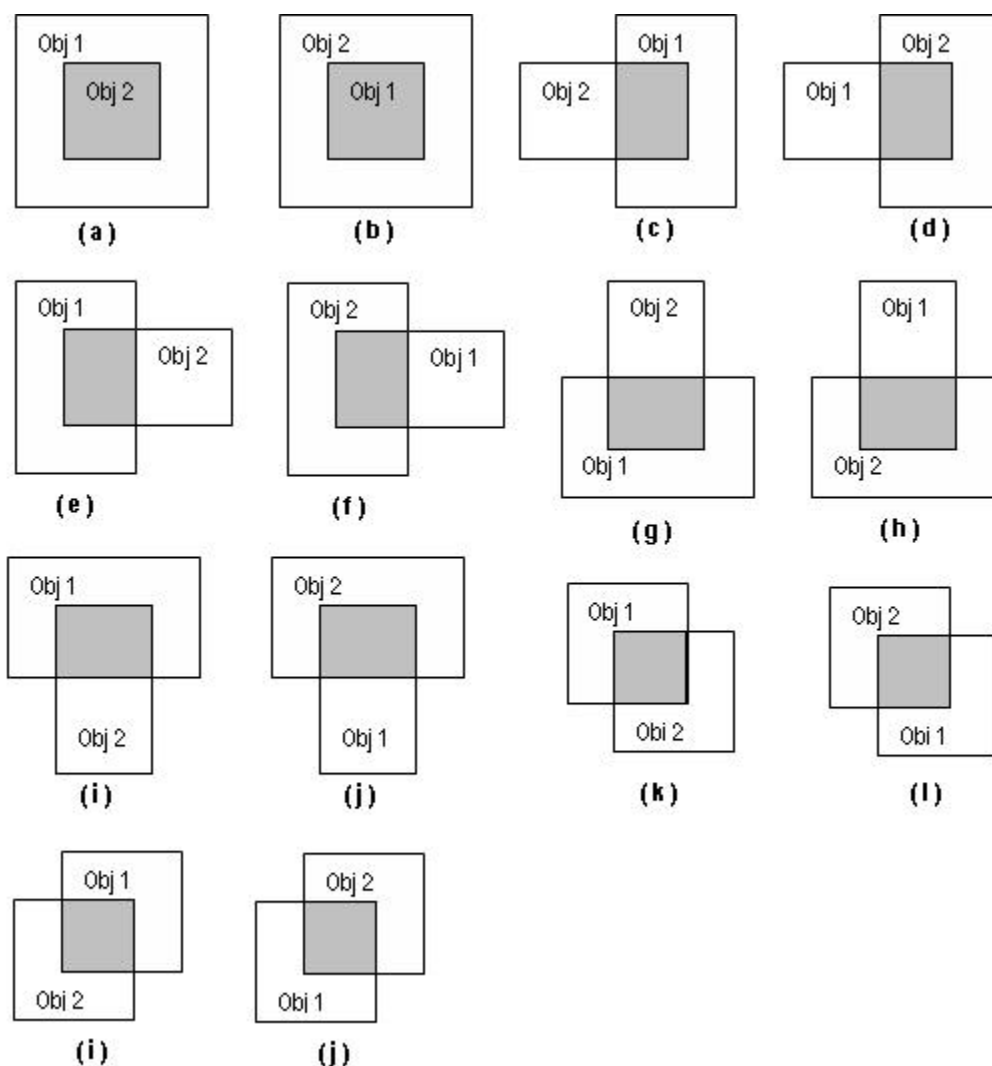 Obj 1
Obj 2
(a)
Obj 2
Obj 1
(b)
Obj 1
Obj 2
(c)
Obj 2
Obj 1
(d)
Obj 1
Obj 2
(e)
Obj 2
Obj 1
(f)
Obj 2
Obj 1
(g)
Obj 1
Obj 2
(h)
Obj 1
Obj 2
(i)
Obj 2
Obj 1
(j)
Obj 1
Obi 2
(k)
Obj 2
Obi 1
(l)
Obj 1
Obj 2
(i)
Obj 2
Obj 1
(j)